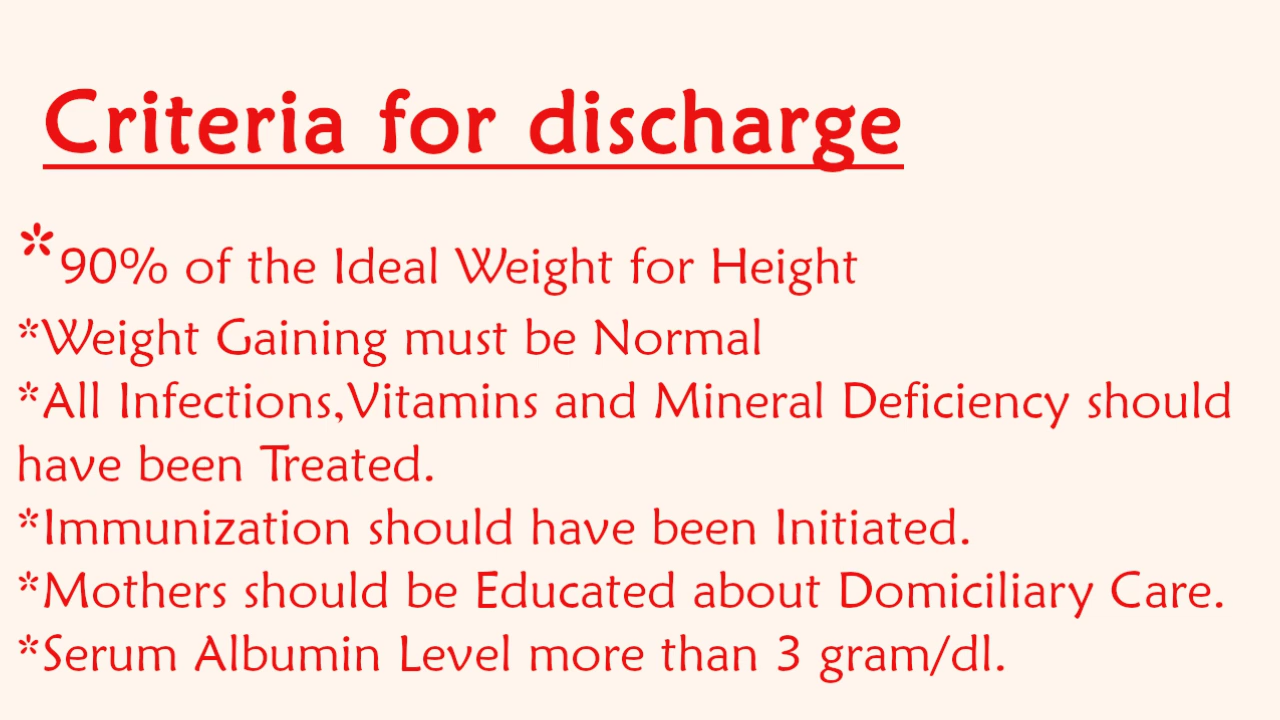 Criteria for discharge
*90% of the Ideal Weight for Height
*Weight Gaining must be Normal
*All Infections,Vitamins and Mineral Deficiency should
have been Treated.
*Immunization should have been Initiated.
*Mothers should be Educated about Domiciliary Care.
*Serum Albumin Level more than 3 gram/dl.